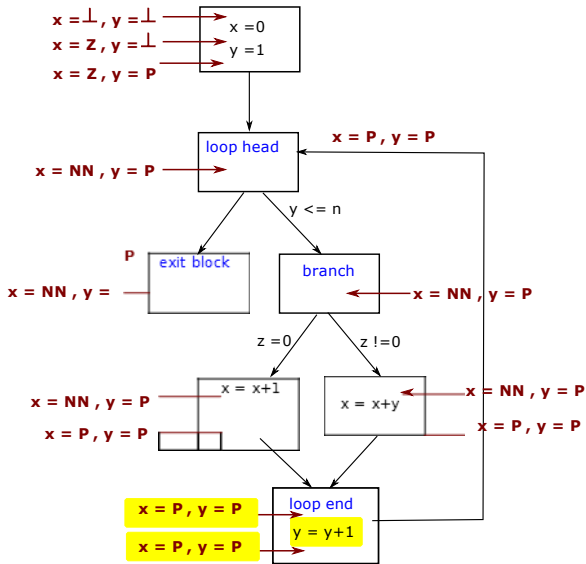 x = ⊥ , y = ⊥
x = 0
x = Z , y = ⊥
y = 1
x = Z , y = P
x = P , y = P
loop head
x = NN , y = P
y <= n
P
exit block
branch
x = NN , y =
x = NN , y = P
z = 0
z != 0
x = x+1
x = NN , y = P
x = NN , y = P
x = x+y
x = P , y = P
x = P , y = P
loop end
x = P , y = P
y = y+1
x = P , y = P